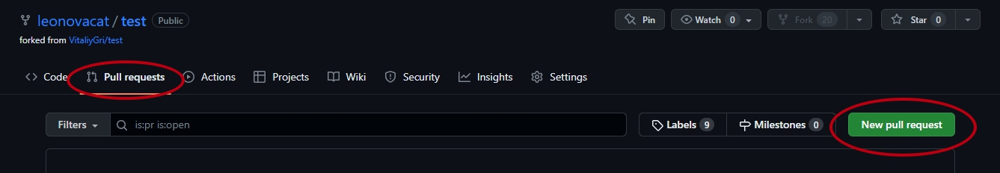 leonovacat / test Public Pin Watch 0 Fork 20 Star 0
forked from VitaliyGri/test
Code Pull requests Actions Projects Wiki Security Insights Settings
Filters is:pr is:open Labels 9 Milestones 0 New pull request